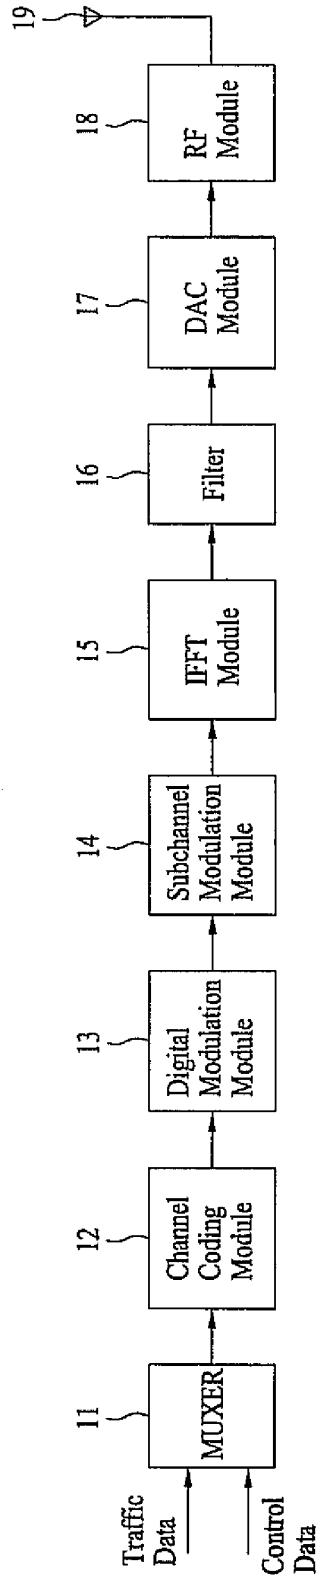 Traffic
Data
Control
Data
11
MUXER
12
Channel
Coding
Module
13
Digital
Modulation
Module
14
Subchannel
Modulation
Module
15
IFFT
Module
16
Filter
17
DAC
Module
18
RF
Module
19